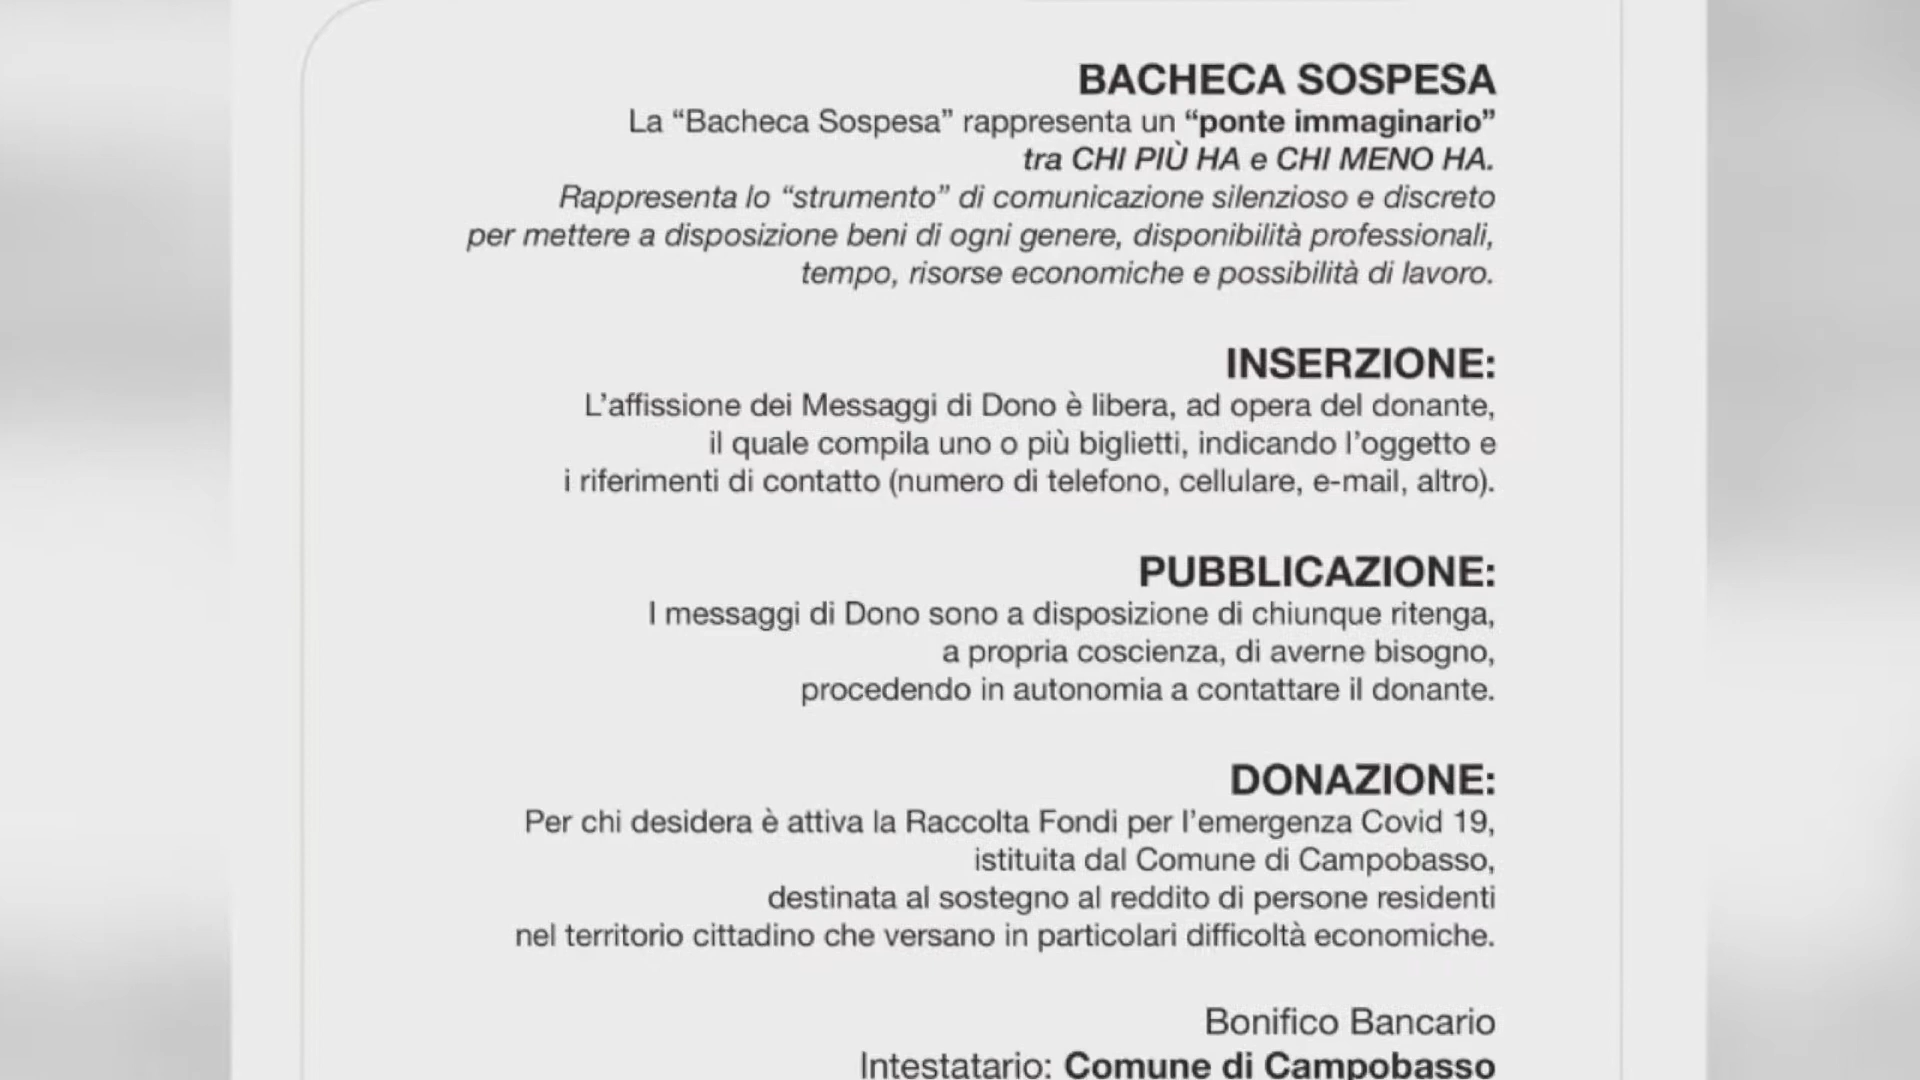 BACHECA SOSPESA
La “Bacheca Sospesa” rappresenta un “ponte immaginario”
tra CHI PIÙ HA e CHI MENO HA.
Rappresenta lo “strumento” di comunicazione silenzioso e discreto
per mettere a disposizione beni di ogni genere, disponibilità professionali,
tempo, risorse economiche e possibilità di lavoro.
INSERZIONE:
L’affissione dei Messaggi di Dono è libera, ad opera del donante,
il quale compila uno o più biglietti, indicando l’oggetto e
i riferimenti di contatto (numero di telefono, cellulare, e-mail, altro).
PUBBLICAZIONE:
I messaggi di Dono sono a disposizione di chiunque ritenga,
a propria coscienza, di averne bisogno,
procedendo in autonomia a contattare il donante.
DONAZIONE:
Per chi desidera è attiva la Raccolta Fondi per l’emergenza Covid 19,
istituita dal Comune di Campobasso,
destinata al sostegno al reddito di persone residenti
nel territorio cittadino che versano in particolari difficoltà economiche.
Bonifico Bancario
Intestatario: Comune di Campobasso